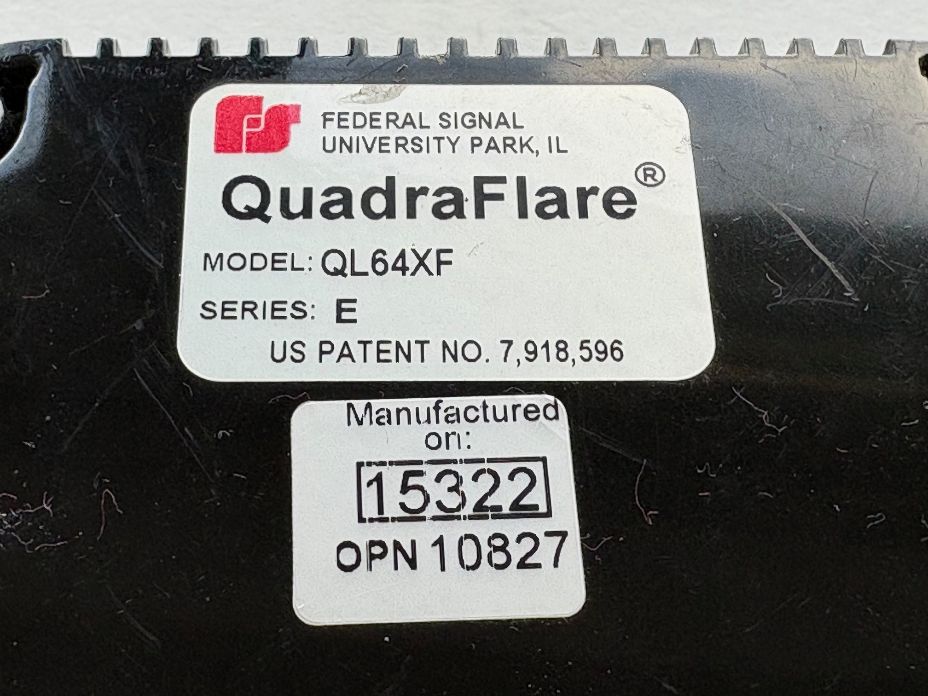 FS
FEDERAL SIGNAL
UNIVERSITY PARK, IL
QuadraFlare®
MODEL: QL64XF
SERIES: E
US PATENT NO. 7,918,596
Manufactured
on:
15322
OPN 10827